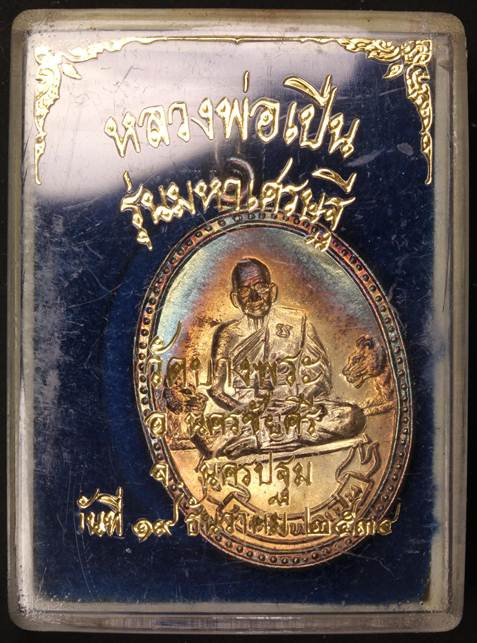 หลวงพ่อเปิ่น
รุ่นมหาเศรษฐี
วัดบางพระ
อ.นครชัยศรี
จ.นครปฐม
วันที่ ๑๙ ธันวาคม ๒๕๓๙